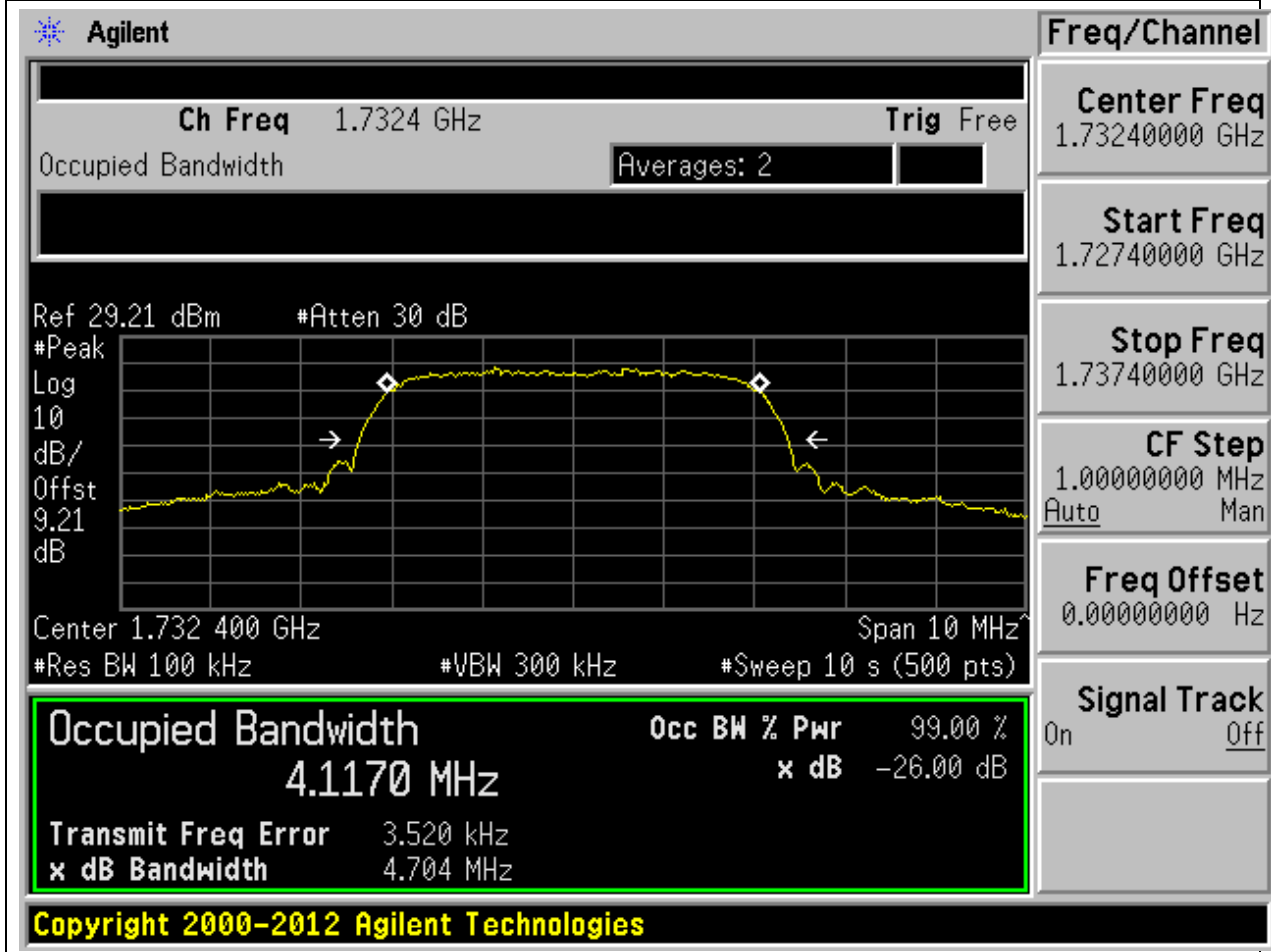 Agilent
Ch Freq 1.7324 GHz Trig Free
Occupied Bandwidth Averages: 2
Ref 29.21 dBm #Atten 30 dB
#Peak
Log
10
dB/
Offst
9.21
dB
Center 1.732 400 GHz Span 10 MHz^
#Res BW 100 kHz #VBW 300 kHz #Sweep 10 s (500 pts)
Occupied Bandwidth Occ BW % Pwr 99.00 %
4.1170 MHz x dB -26.00 dB
Transmit Freq Error 3.520 kHz
x dB Bandwidth 4.704 MHz
Copyright 2000-2012 Agilent Technologies
Freq/Channel
Center Freq
1.73240000 GHz
Start Freq
1.72740000 GHz
Stop Freq
1.73740000 GHz
CF Step
1.00000000 MHz
Auto Man
Freq Offset
0.00000000 Hz
Signal Track
On Off